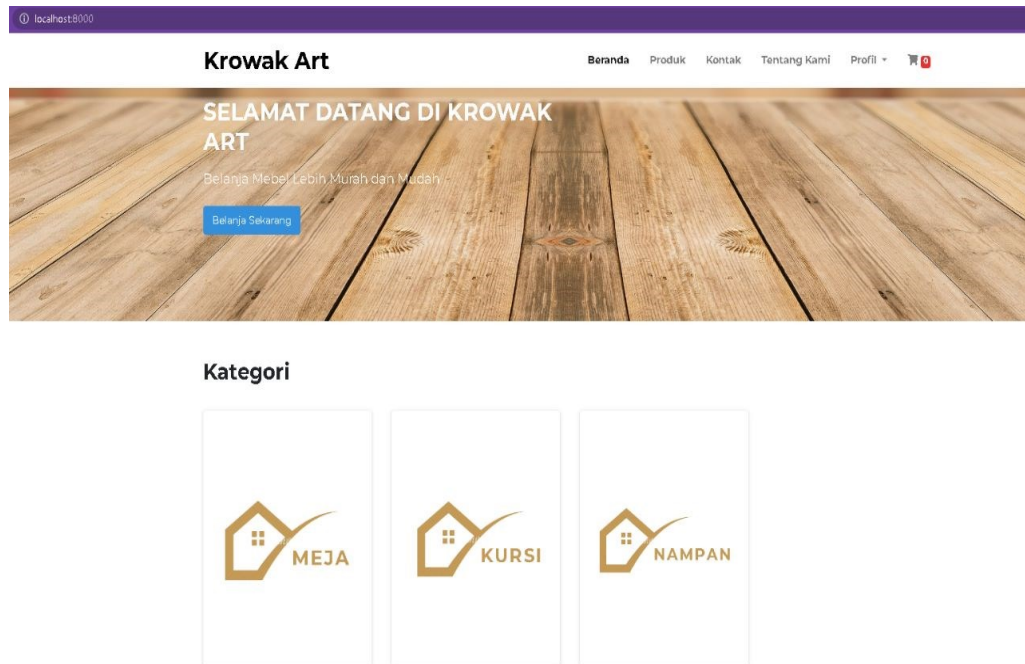 localhost:8000
Krowak Art
Beranda Produk Kontak Tentang Kami Profil 0
SELAMAT DATANG DI KROWAK
ART
Belanja Mebel Lebih Murah dan Mudah
Belanja Sekarang
Kategori
MEJA KURSI NAMPAN